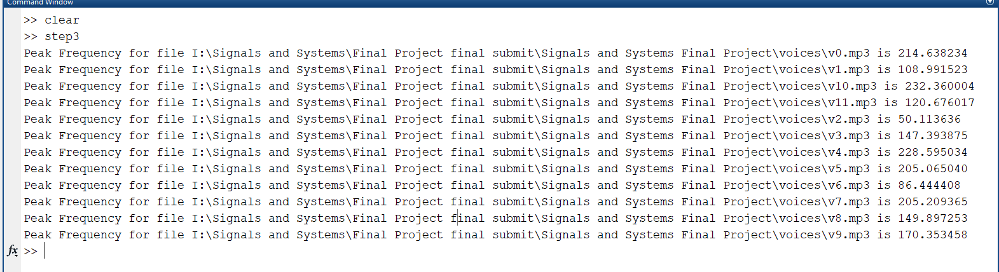 Command Window
>> clear
>> step3
Peak Frequency for file I:\Signals and Systems\Final Project final submit\Signals and Systems Final Project\voices\v0.mp3 is 214.638234
Peak Frequency for file I:\Signals and Systems\Final Project final submit\Signals and Systems Final Project\voices\v1.mp3 is 108.991523
Peak Frequency for file I:\Signals and Systems\Final Project final submit\Signals and Systems Final Project\voices\v10.mp3 is 232.360004
Peak Frequency for file I:\Signals and Systems\Final Project final submit\Signals and Systems Final Project\voices\v11.mp3 is 120.676017
Peak Frequency for file I:\Signals and Systems\Final Project final submit\Signals and Systems Final Project\voices\v2.mp3 is 50.113636
Peak Frequency for file I:\Signals and Systems\Final Project final submit\Signals and Systems Final Project\voices\v3.mp3 is 147.393875
Peak Frequency for file I:\Signals and Systems\Final Project final submit\Signals and Systems Final Project\voices\v4.mp3 is 228.595034
Peak Frequency for file I:\Signals and Systems\Final Project final submit\Signals and Systems Final Project\voices\v5.mp3 is 205.065040
Peak Frequency for file I:\Signals and Systems\Final Project final submit\Signals and Systems Final Project\voices\v6.mp3 is 86.444408
Peak Frequency for file I:\Signals and Systems\Final Project final submit\Signals and Systems Final Project\voices\v7.mp3 is 205.209365
Peak Frequency for file I:\Signals and Systems\Final Project final submit\Signals and Systems Final Project\voices\v8.mp3 is 149.897253
Peak Frequency for file I:\Signals and Systems\Final Project final submit\Signals and Systems Final Project\voices\v9.mp3 is 170.353458
fx >>